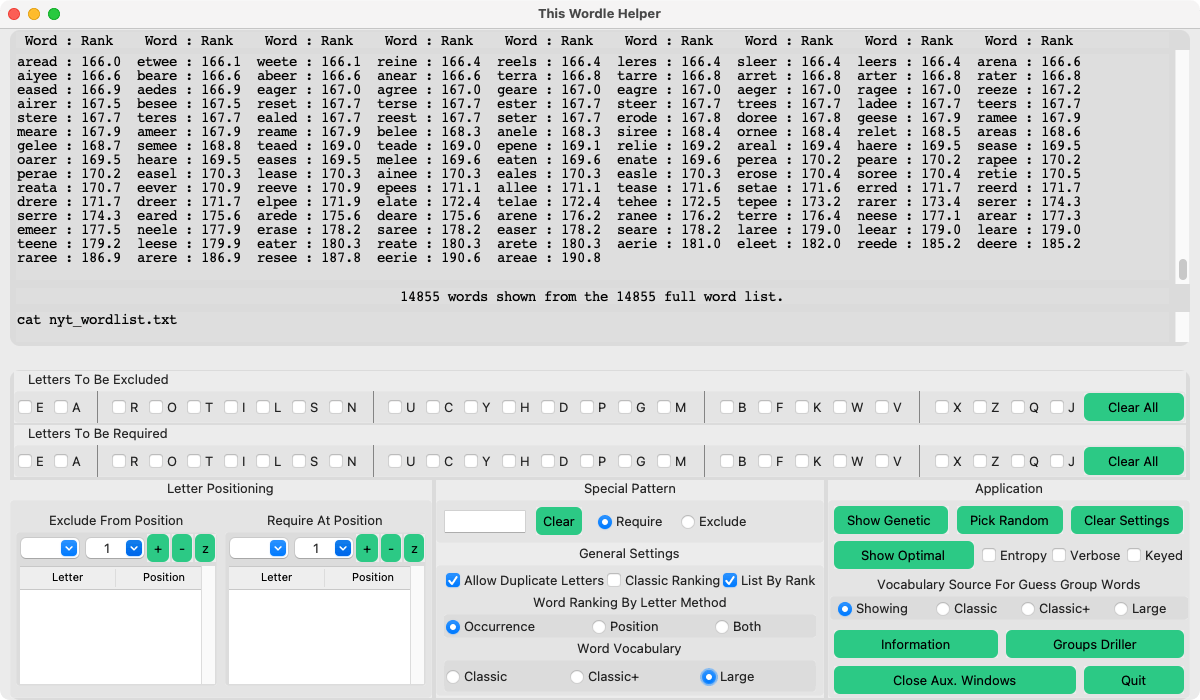 This Wordle Helper
Word : Rank Word : Rank Word : Rank Word : Rank Word : Rank Word : Rank Word : Rank Word : Rank Word : Rank
aread : 166.0 etwee : 166.1 weete : 166.1 reine : 166.4 reels : 166.4 leres : 166.4 sleer : 166.4 leers : 166.4 arena : 166.6
aiyee : 166.6 beare : 166.6 abeer : 166.6 anear : 166.6 terra : 166.8 tarre : 166.8 arret : 166.8 arter : 166.8 rater : 166.8
eased : 166.9 aedes : 166.9 eager : 167.0 agree : 167.0 geare : 167.0 eagre : 167.0 aeger : 167.0 ragee : 167.0 reeze : 167.2
airer : 167.5 besee : 167.5 reset : 167.7 terse : 167.7 ester : 167.7 steer : 167.7 trees : 167.7 ladee : 167.7 teers : 167.7
stere : 167.7 teres : 167.7 ealed : 167.7 reest : 167.7 seter : 167.7 erode : 167.8 doree : 167.8 geese : 167.9 ramee : 167.9
meare : 167.9 ameer : 167.9 reame : 167.9 belee : 168.3 anele : 168.3 siree : 168.4 ornee : 168.4 relet : 168.5 areas : 168.6
gelee : 168.7 semee : 168.8 teaed : 169.0 teade : 169.0 epene : 169.1 relie : 169.2 areal : 169.4 haere : 169.5 sease : 169.5
oarer : 169.5 heare : 169.5 eases : 169.5 melee : 169.6 eaten : 169.6 enate : 169.6 perea : 170.2 peare : 170.2 rapee : 170.2
perae : 170.2 easel : 170.3 lease : 170.3 ainee : 170.3 eales : 170.3 easle : 170.3 erose : 170.4 soree : 170.4 retie : 170.5
reata : 170.7 eever : 170.9 reeve : 170.9 epees : 171.1 allee : 171.1 tease : 171.6 setae : 171.6 erred : 171.7 reerd : 171.7
drere : 171.7 dreer : 171.7 elpee : 171.9 elate : 172.4 telae : 172.4 tehee : 172.5 tepee : 173.2 rarer : 173.4 serer : 174.3
serre : 174.3 eared : 175.6 arede : 175.6 deare : 175.6 arene : 176.2 ranee : 176.2 terre : 176.4 neese : 177.1 arear : 177.3
emeer : 177.5 neele : 177.9 erase : 178.2 saree : 178.2 easer : 178.2 seare : 178.2 laree : 179.0 leear : 179.0 leare : 179.0
teene : 179.2 leese : 179.9 eater : 180.3 reate : 180.3 arete : 180.3 aerie : 181.0 eleet : 182.0 reede : 185.2 deere : 185.2
raree : 186.9 arere : 186.9 resee : 187.8 eerie : 190.6 areae : 190.8
14855 words shown from the 14855 full word list.
cat nyt_wordlist.txt
Letters To Be Excluded
E A R O T I L S N U C Y H D P G M B F K W V X Z Q J Clear All
Letters To Be Required
E A R O T I L S N U C Y H D P G M B F K W V X Z Q J Clear All
Letter Positioning
Exclude From Position Require At Position
1 + - z 1 + - z
Letter Position Letter Position
Special Pattern
Clear Require Exclude
General Settings
Allow Duplicate Letters Classic Ranking List By Rank
Word Ranking By Letter Method
Occurrence Position Both
Word Vocabulary
Classic Classic+ Large
Application
Show Genetic Pick Random Clear Settings
Show Optimal Entropy Verbose Keyed
Vocabulary Source For Guess Group Words
Showing Classic Classic+ Large
Information Groups Driller
Close Aux. Windows Quit